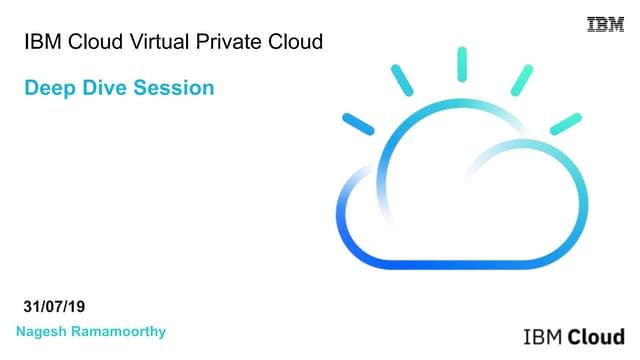 IBM
IBM Cloud Virtual Private Cloud
Deep Dive Session
31/07/19
Nagesh Ramamoorthy
IBM Cloud